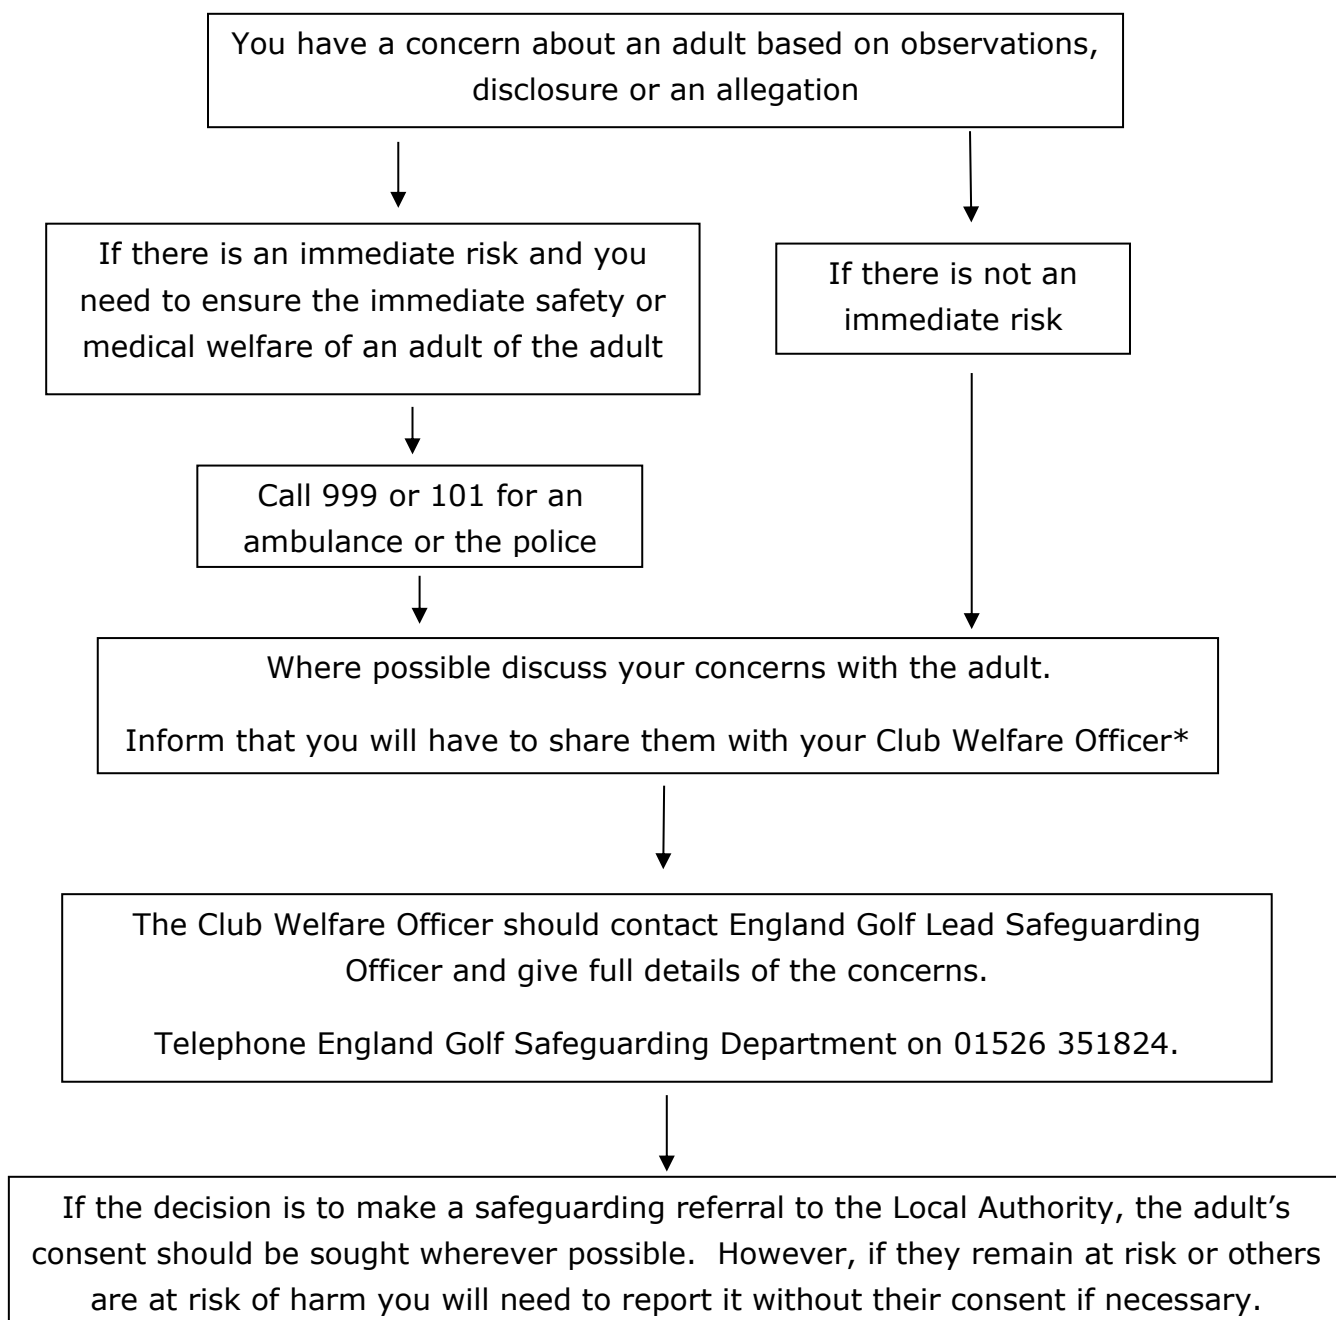 You have a concern about an adult based on observations,
disclosure or an allegation
If there is an immediate risk and you
need to ensure the immediate safety or
medical welfare of an adult of the adult
If there is not an
immediate risk
Call 999 or 101 for an
ambulance or the police
Where possible discuss your concerns with the adult.
Inform that you will have to share them with your Club Welfare Officer*
The Club Welfare Officer should contact England Golf Lead Safeguarding
Officer and give full details of the concerns.
Telephone England Golf Safeguarding Department on 01526 351824.
If the decision is to make a safeguarding referral to the Local Authority, the adult’s
consent should be sought wherever possible.  However, if they remain at risk or others
are at risk of harm you will need to report it without their consent if necessary.